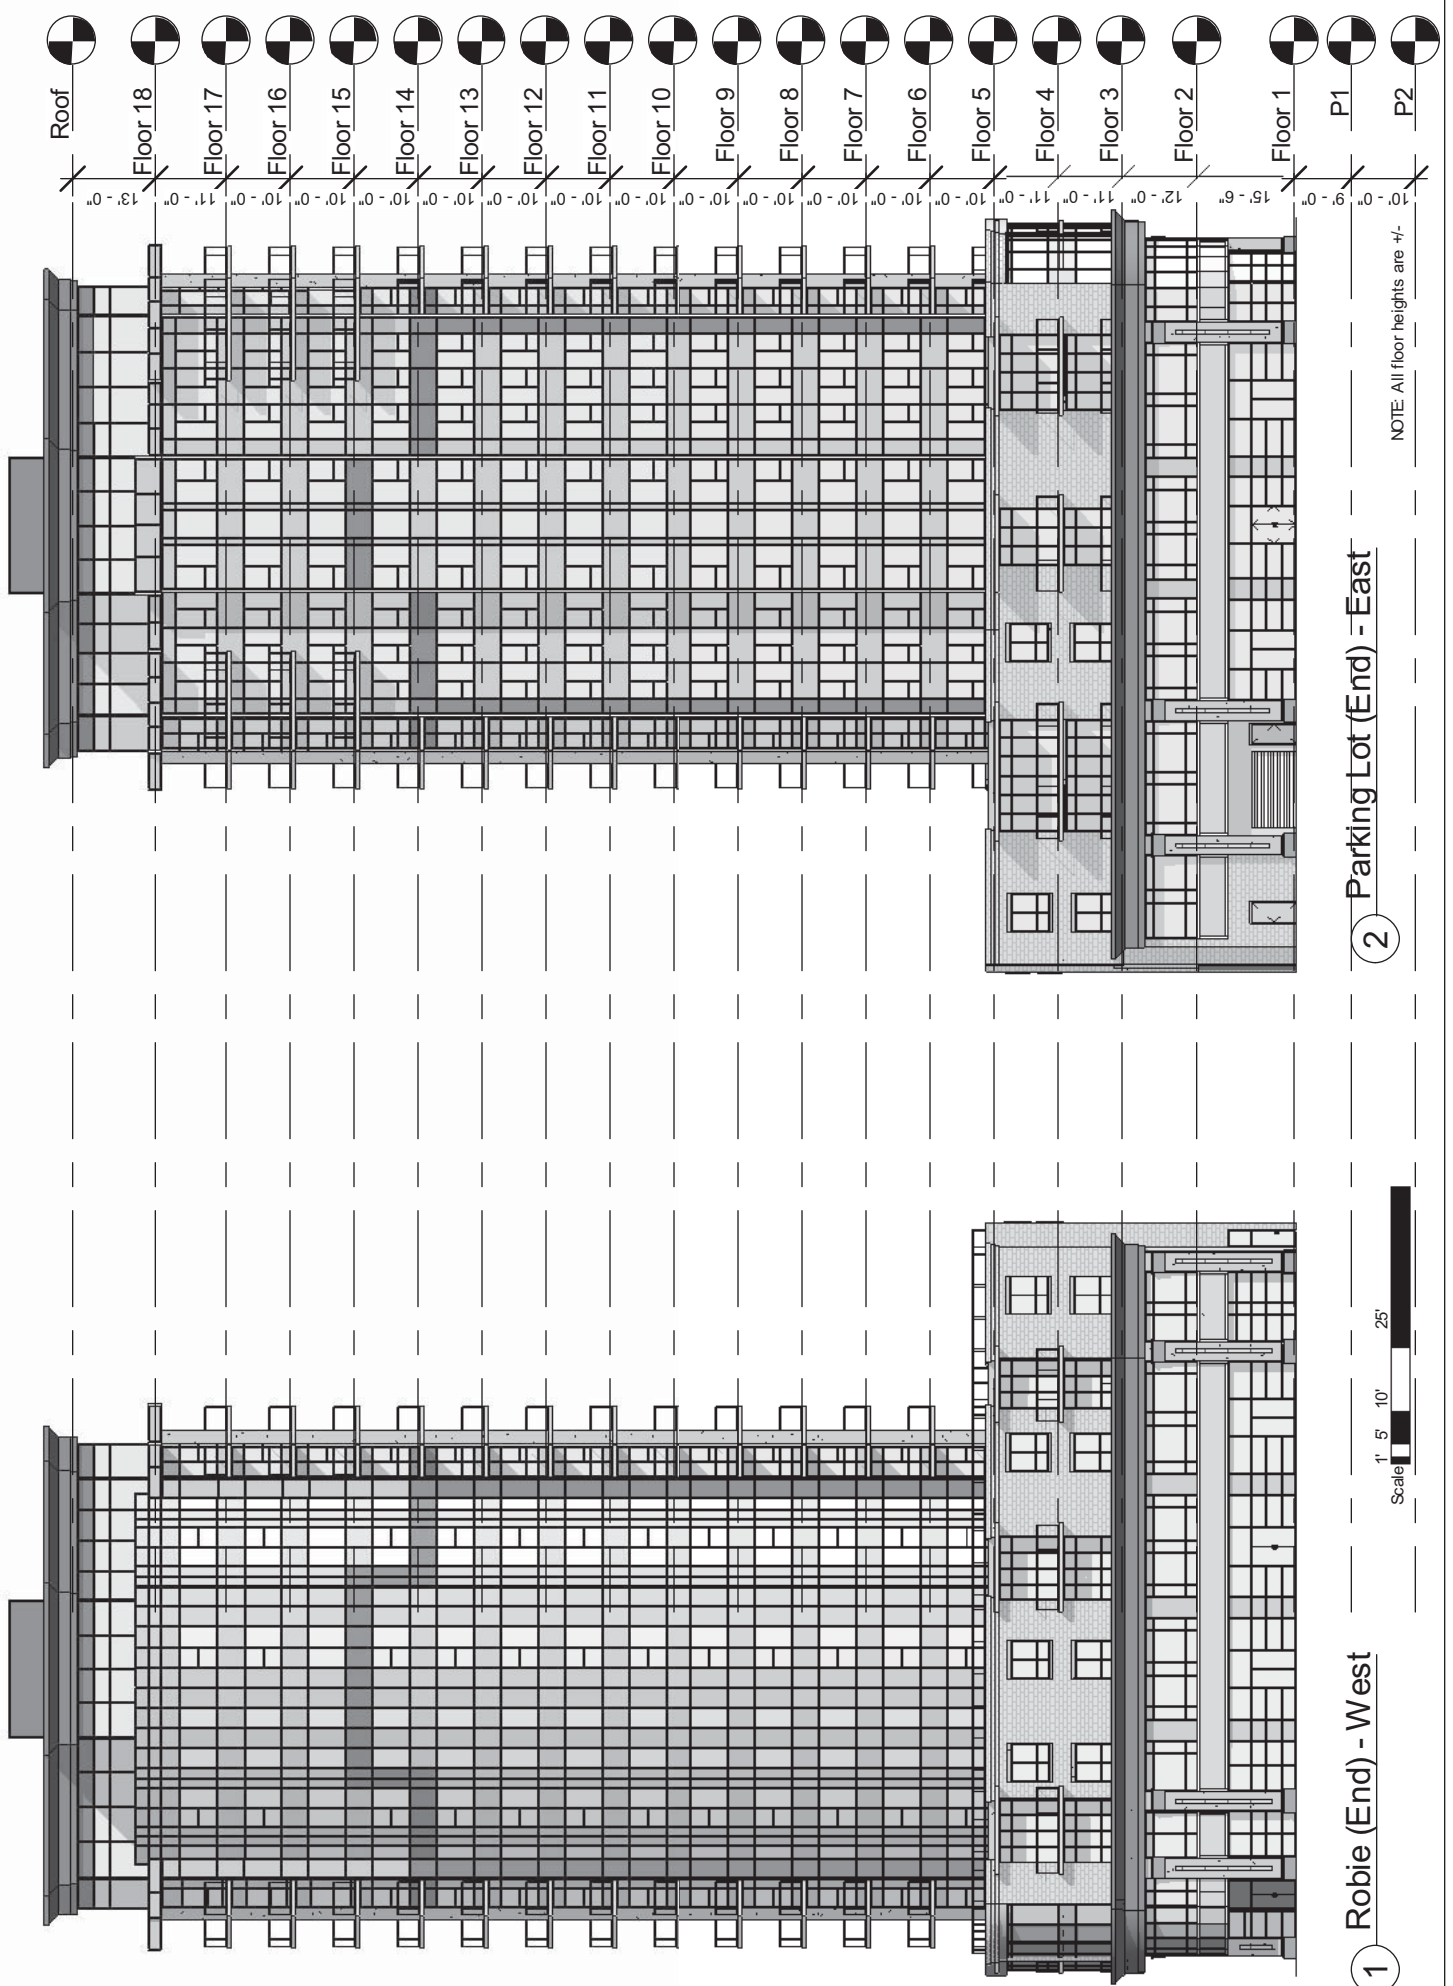 Roof
Floor 18
Floor 17
Floor 16
Floor 15
Floor 14
Floor 13
Floor 12
Floor 11
Floor 10
Floor 9
Floor 8
Floor 7
Floor 6
Floor 5
Floor 4
Floor 3
Floor 2
Floor 1
P1
P2
13' - 0"
11' - 0"
10' - 0"
10' - 0"
10' - 0"
10' - 0"
10' - 0"
10' - 0"
10' - 0"
10' - 0"
10' - 0"
10' - 0"
10' - 0"
10' - 0"
11' - 0"
11' - 0"
12' - 0"
15' - 6"
9' - 0"
10' - 0"
NOTE: All floor heights are +/-
2 Parking Lot (End) - East
Scale 1' 5' 10' 25'
1 Robie (End) - West